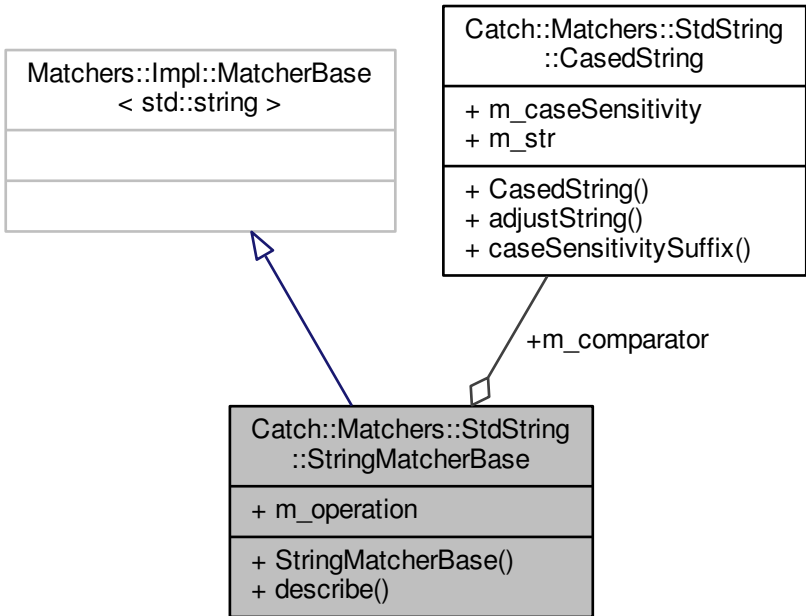 Matchers::Impl::MatcherBase
< std::string >
Catch::Matchers::StdString
::CasedString
+ m_caseSensitivity
+ m_str
+ CasedString()
+ adjustString()
+ caseSensitivitySuffix()
+m_comparator
Catch::Matchers::StdString
::StringMatcherBase
+ m_operation
+ StringMatcherBase()
+ describe()